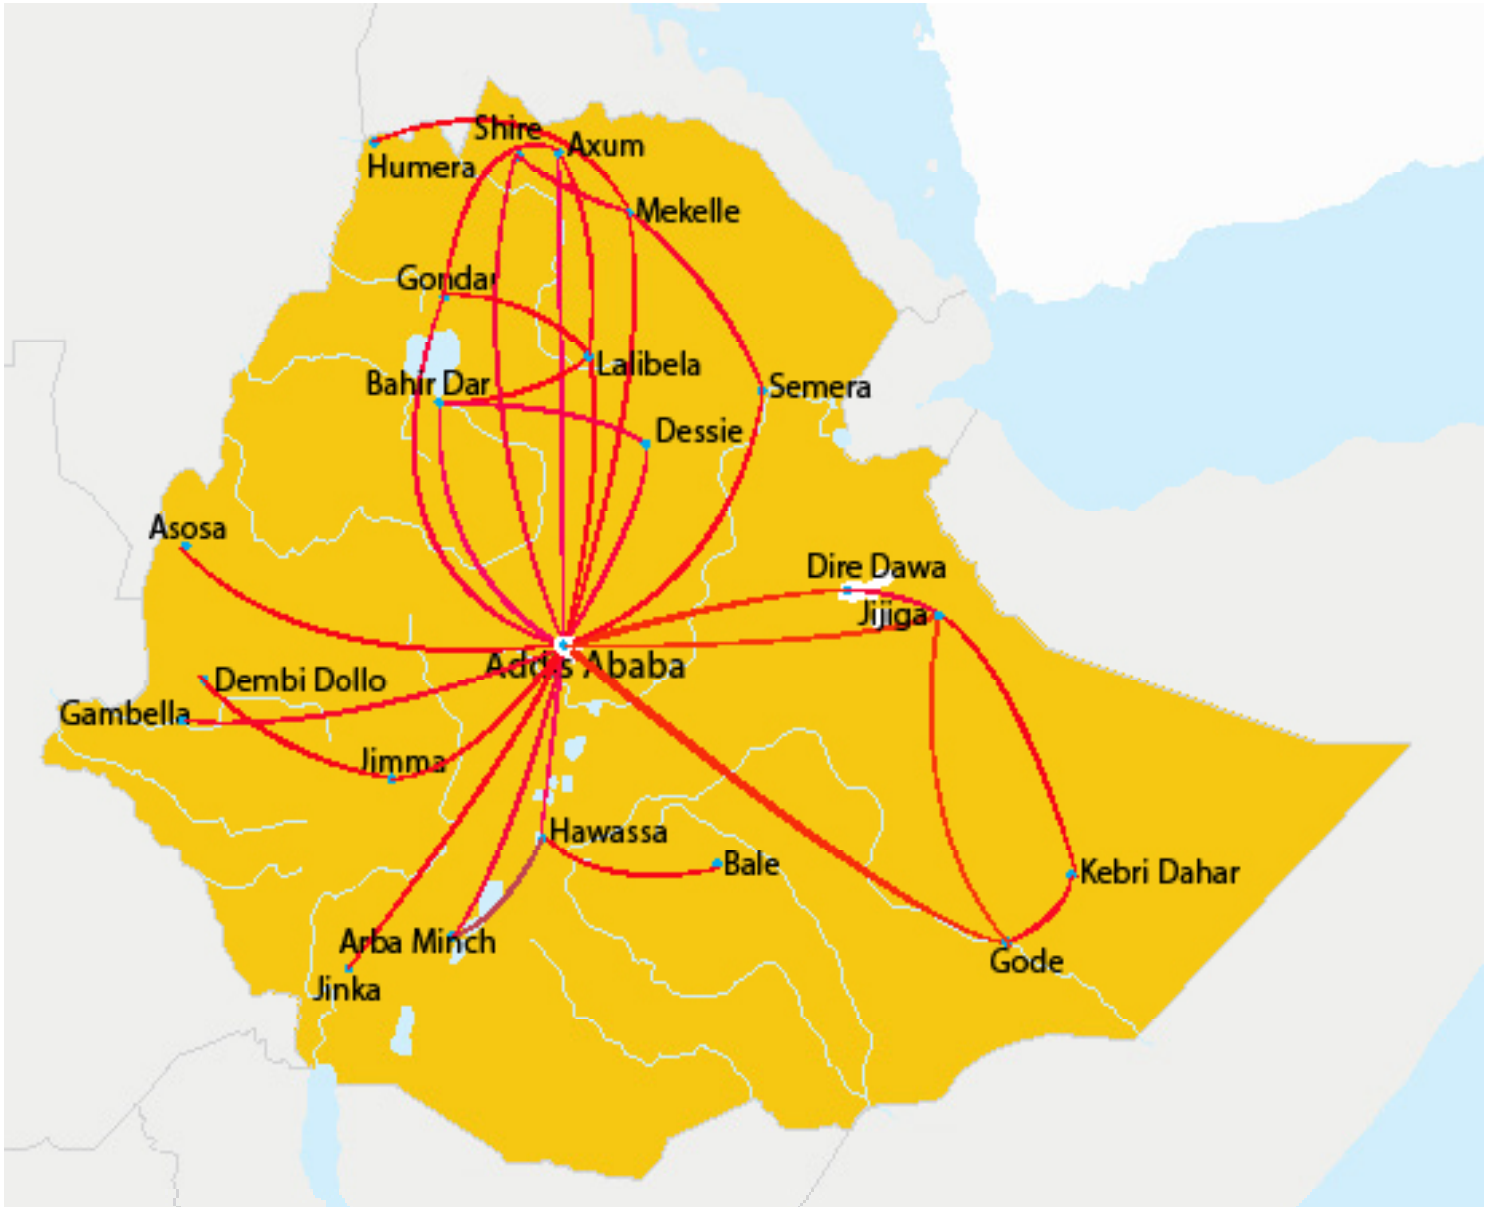 Shire
Axum
Humera
Mekelle
Gondar
Lalibela
Bahir Dar
Semera
Dessie
Asosa
Dire Dawa
Jijiga
Addis Ababa
Dembi Dollo
Gambella
Jimma
Hawassa
Bale
Kebri Dahar
Arba Minch
Gode
Jinka